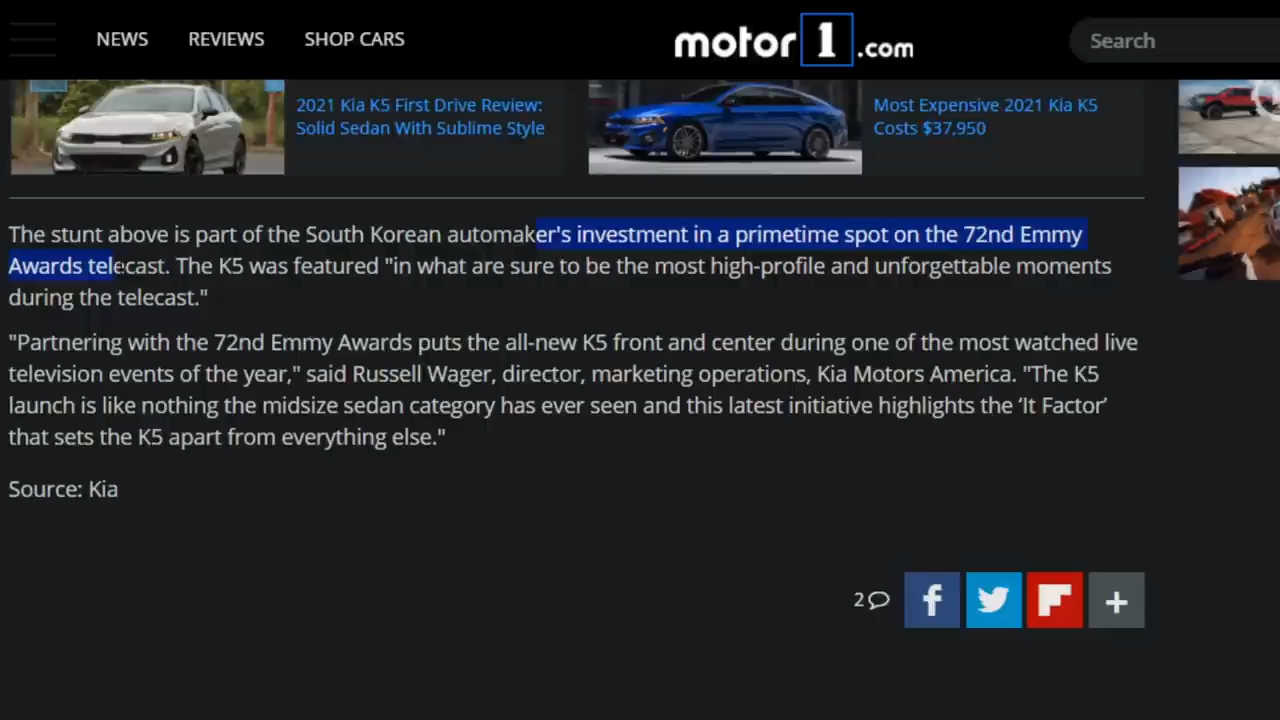 NEWS REVIEWS SHOP CARS motor1.com Search
2021 Kia K5 First Drive Review:
Solid Sedan With Sublime Style
Most Expensive 2021 Kia K5
Costs $37,950
The stunt above is part of the South Korean automaker's investment in a primetime spot on the 72nd Emmy
Awards telecast. The K5 was featured "in what are sure to be the most high-profile and unforgettable moments
during the telecast."
"Partnering with the 72nd Emmy Awards puts the all-new K5 front and center during one of the most watched live
television events of the year," said Russell Wager, director, marketing operations, Kia Motors America. "The K5
launch is like nothing the midsize sedan category has ever seen and this latest initiative highlights the ‘It Factor’
that sets the K5 apart from everything else."
Source: Kia
2